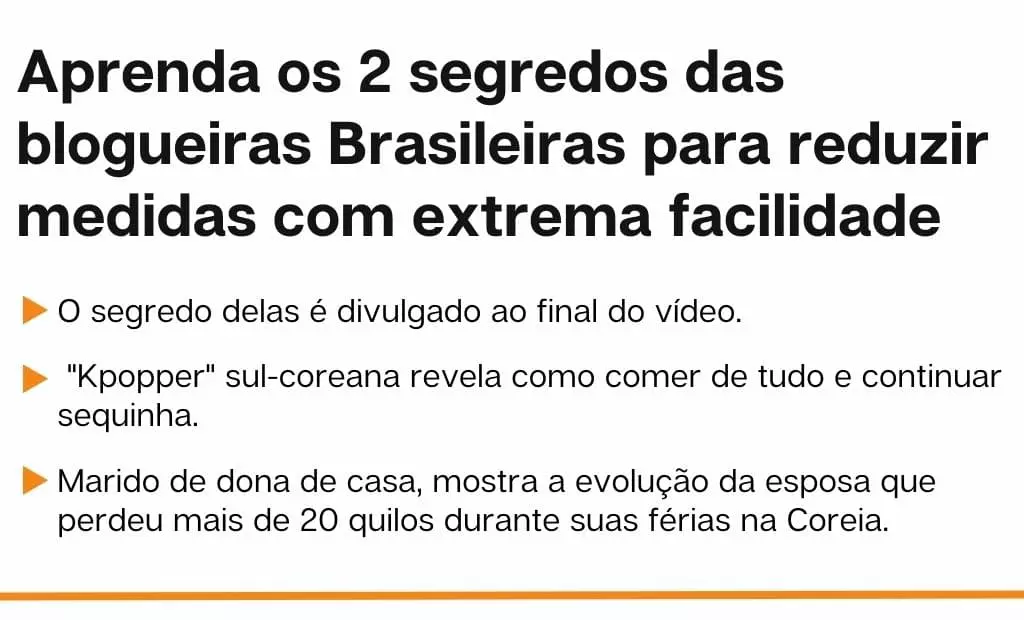 Aprenda os 2 segredos das
blogueiras Brasileiras para reduzir
medidas com extrema facilidade
O segredo delas é divulgado ao final do vídeo.
"Kpopper" sul-coreana revela como comer de tudo e continuar
sequinha.
Marido de dona de casa, mostra a evolução da esposa que
perdeu mais de 20 quilos durante suas férias na Coreia.